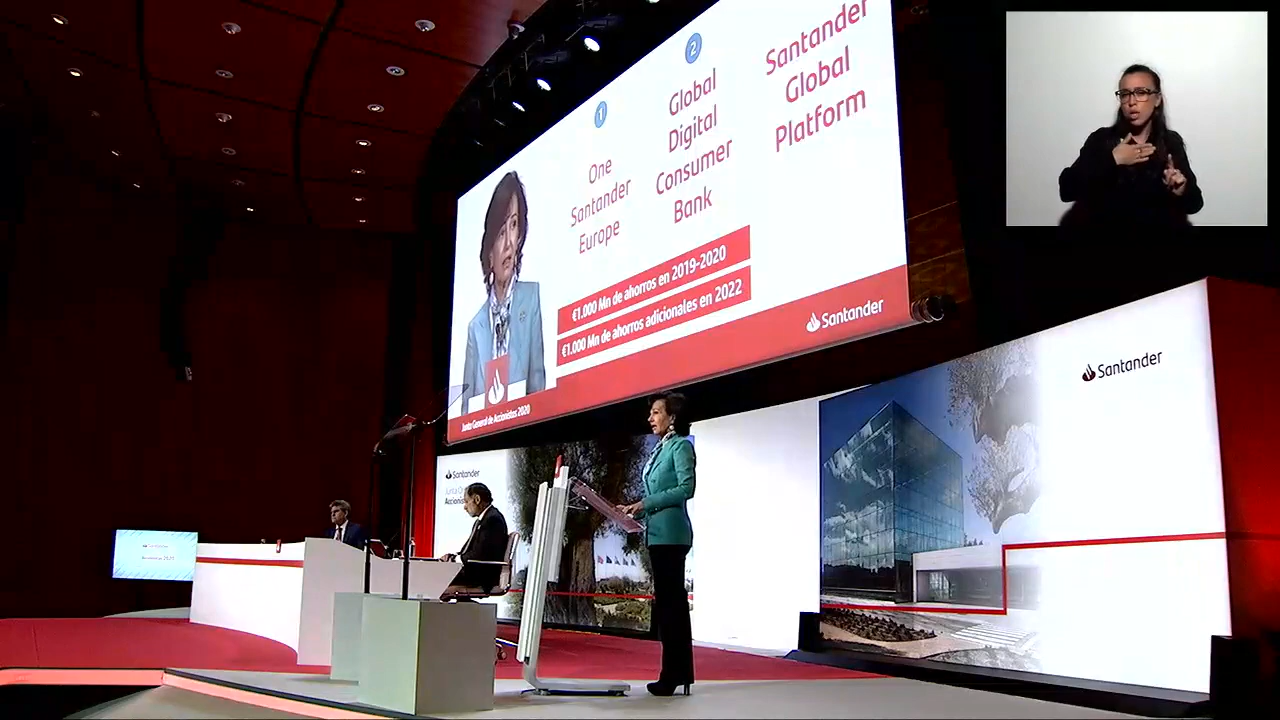 1
One
Santander
Europe
2
Global
Digital
Consumer
Bank
Santander
Global
Platform
€1.000 Mn de ahorros en 2019-2020
€1.000 Mn de ahorros adicionales en 2022
Santander
Junta General de Accionistas 2020
Santander
Santander